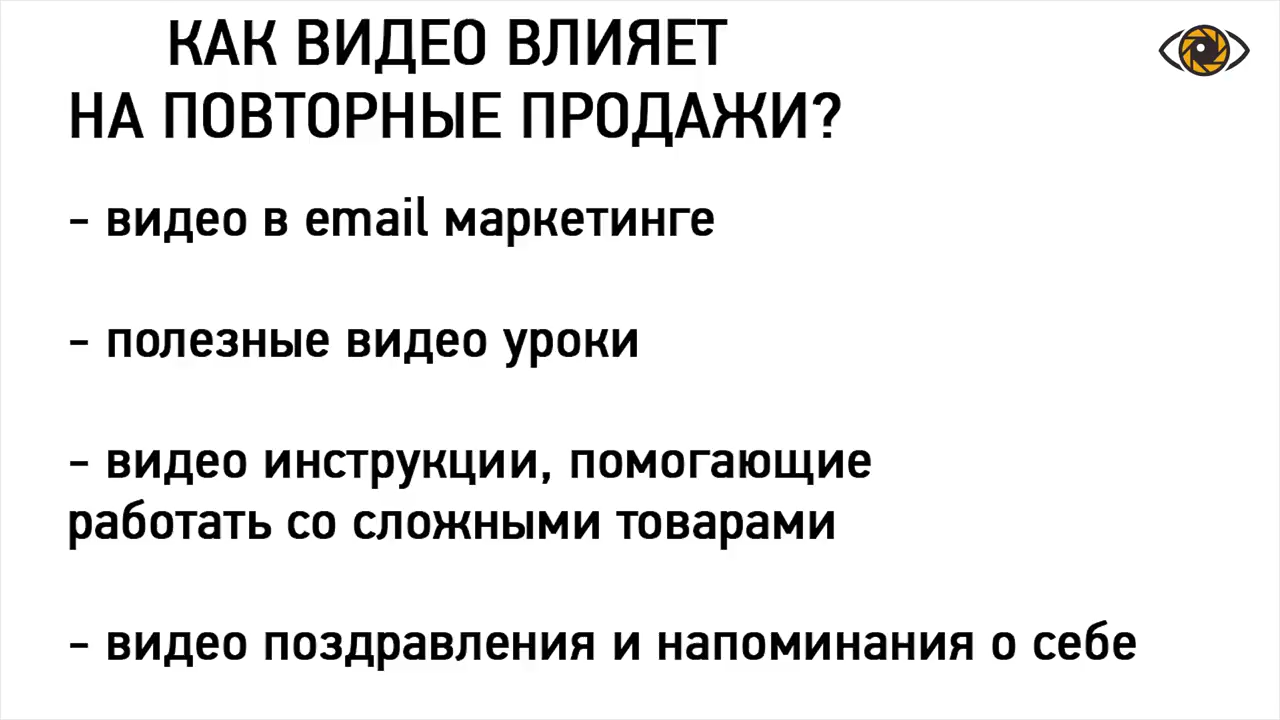 КАК ВИДЕО ВЛИЯЕТ
НА ПОВТОРНЫЕ ПРОДАЖИ?
- видео в email маркетинге
- полезные видео уроки
- видео инструкции, помогающие
работать со сложными товарами
- видео поздравления и напоминания о себе